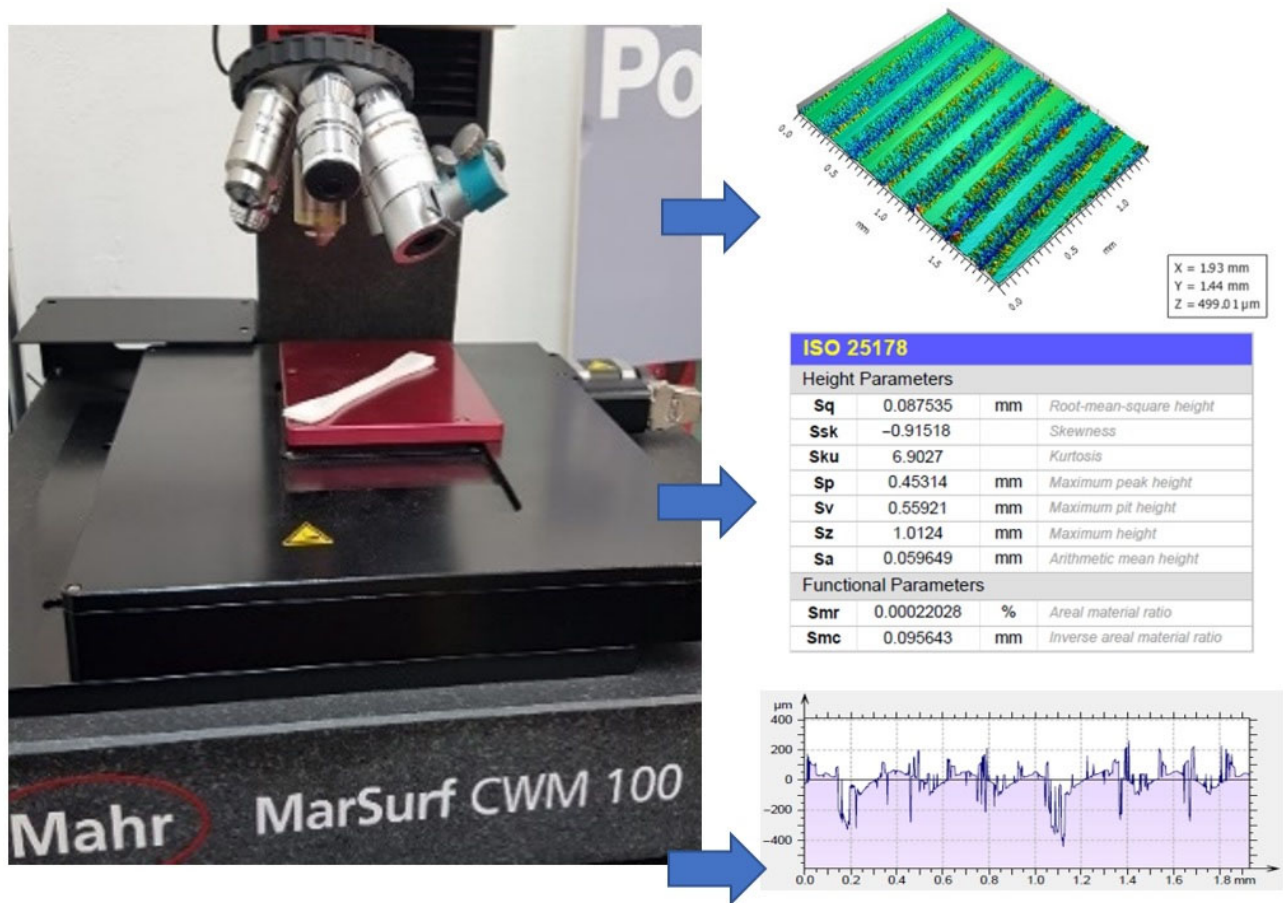 Po
Mahr
MarSurf CWM 100
0.0
0.5
1.0
1.5
mm
0.0
0.5
1.0
mm
X = 1.93 mm
Y = 1.44 mm
Z = 499.01 µm
ISO 25178
Height Parameters
Sq 0.087535 mm Root-mean-square height
Ssk –0.91518 Skewness
Sku 6.9027 Kurtosis
Sp 0.45314 mm Maximum peak height
Sv 0.55921 mm Maximum pit height
Sz 1.0124 mm Maximum height
Sa 0.059649 mm Arithmetic mean height
Functional Parameters
Smr 0.00022028 % Areal material ratio
Smc 0.095643 mm Inverse areal material ratio
µm
400
200
0
–200
–400
0.0 0.2 0.4 0.6 0.8 1.0 1.2 1.4 1.6 1.8 mm